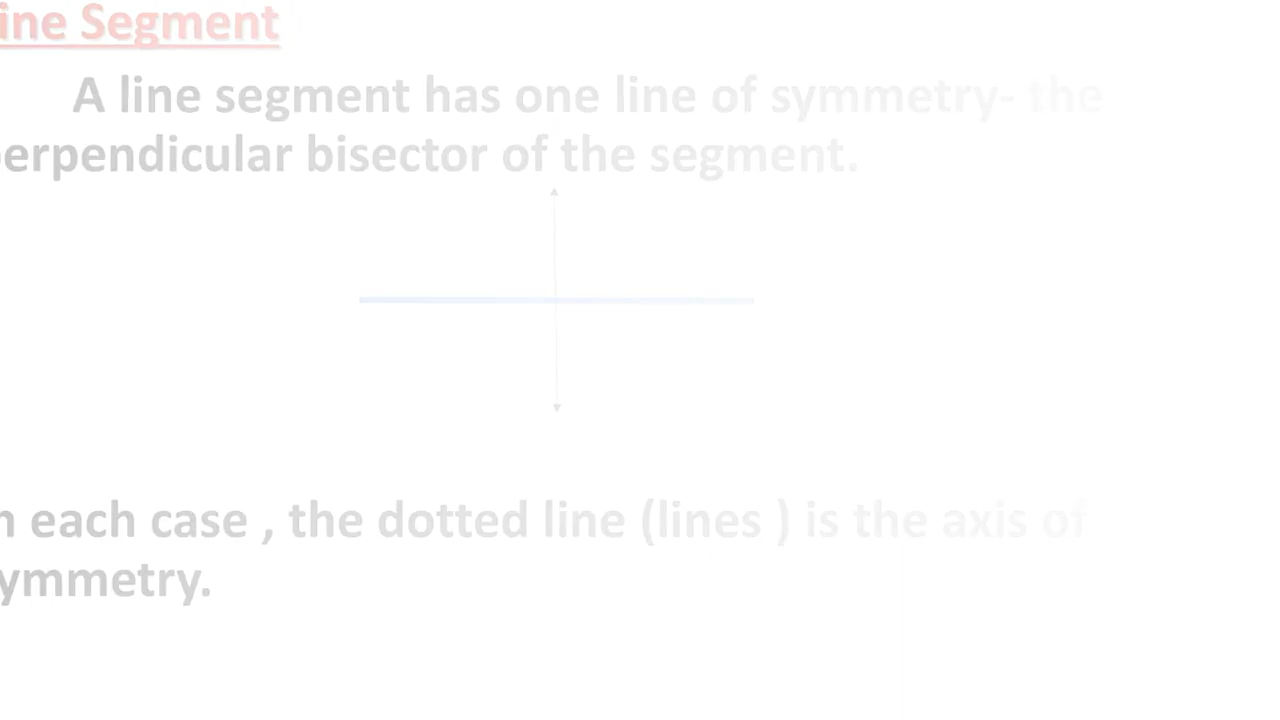 ine Segment
A line segment has one line of symmetry- the
perpendicular bisector of the segment.
n each case , the dotted line (lines ) is the axis of
ymmetry.